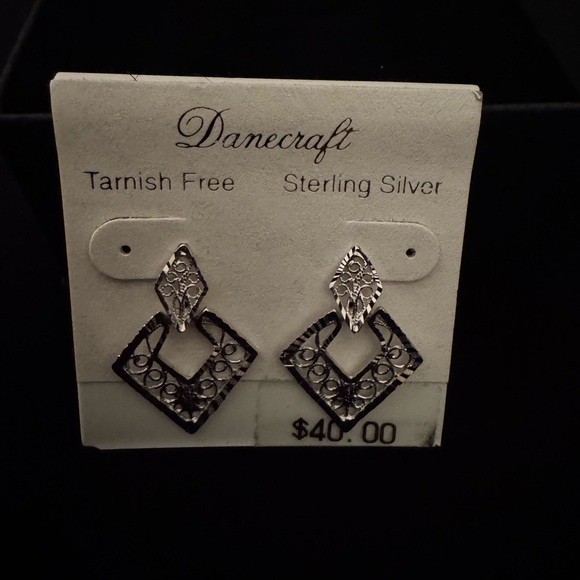 Danecraft
Tarnish Free Sterling Silver
$40.00